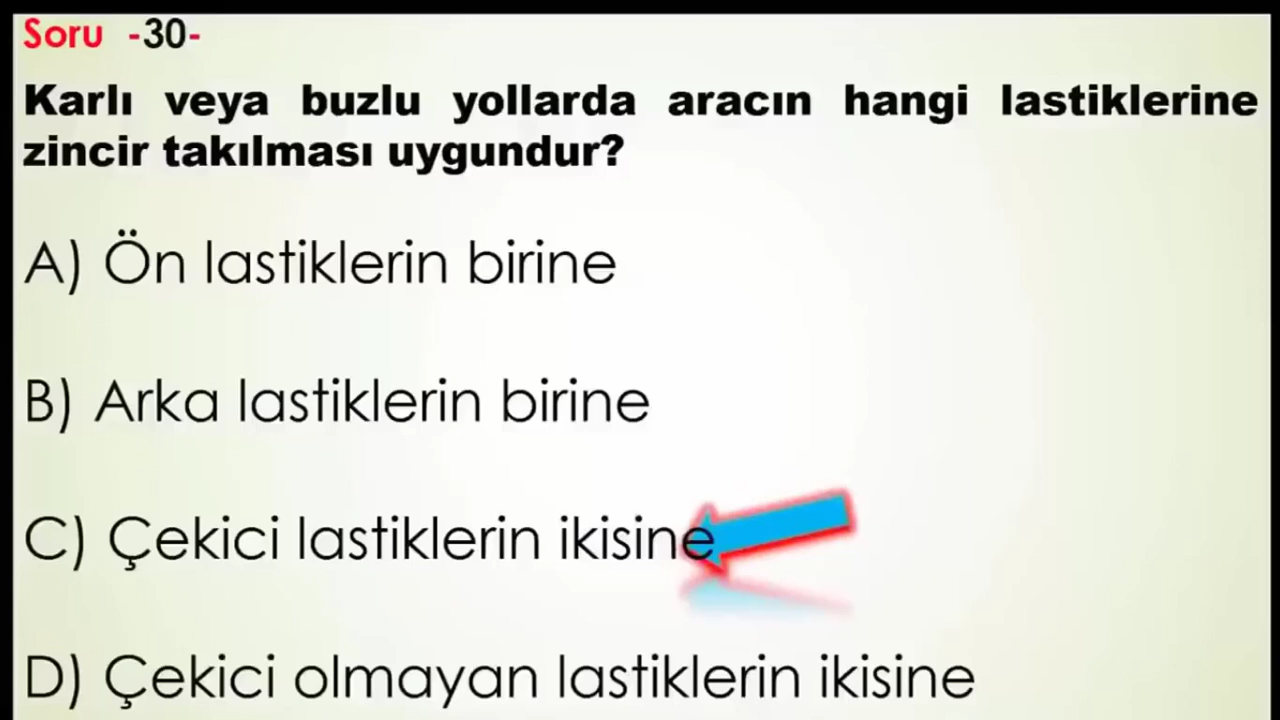 Soru -30-
Karlı veya buzlu yollarda aracın hangi lastiklerine
zincir takılması uygundur?
A) Ön lastiklerin birine
B) Arka lastiklerin birine
C) Çekici lastiklerin ikisine
D) Çekici olmayan lastiklerin ikisine